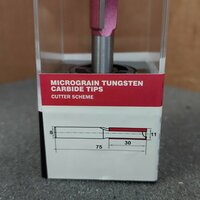 MICROGRAIN TUNGSTEN
CARBIDE TIPS
CUTTER SCHEME
8
11
30
75